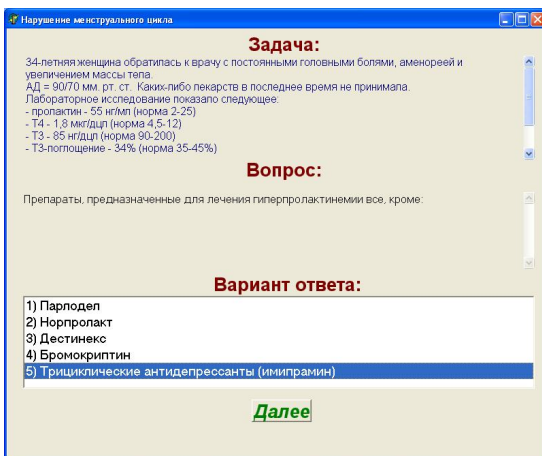 Нарушение менструального цикла
Задача:
34-летняя женщина обратилась к врачу с постоянными головными болями, аменореей и
увеличением массы тела.
АД = 90/70 мм. рт. ст. Каких-либо лекарств в последнее время не принимала.
Лабораторное исследование показало следующее:
- пролактин - 55 нг/мл (норма 2-25)
- Т4 - 1,8 мкг/дцл (норма 4,5-12)
- Т3 - 85 нг/дцл (норма 90-200)
- Т3-поглощение - 34% (норма 35-45%)
Вопрос:
Препараты, предназначенные для лечения гиперпролактинемии все, кроме:
Вариант ответа:
1) Парлодел
2) Норпролакт
3) Дестинекс
4) Бромокриптин
5) Трициклические антидепрессанты (имипрамин)
Далее